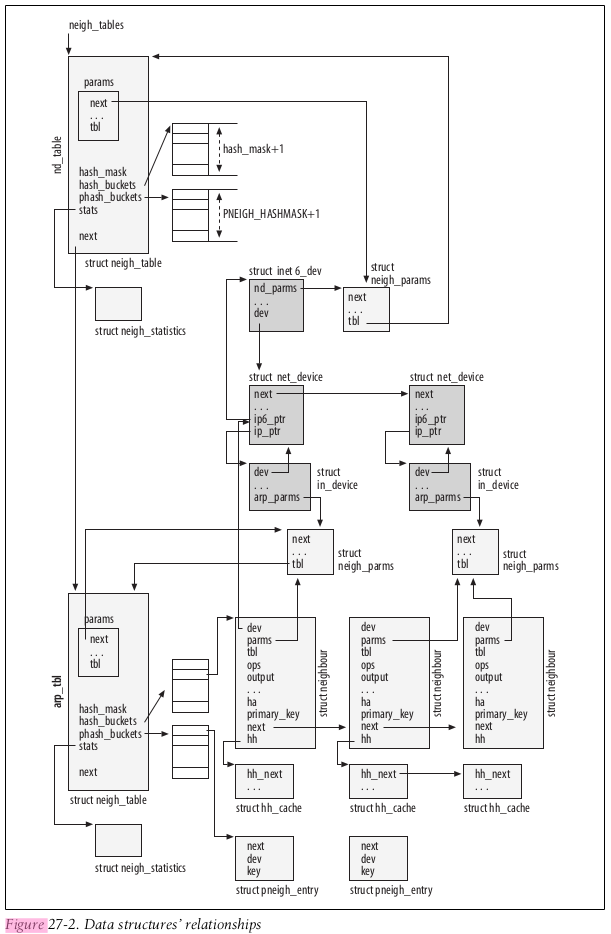 neigh_tables
params
next
...
tbl
nd_table
hash_mask
hash_buckets
phash_buckets
stats
next
struct neigh_table
struct neigh_statistics
hash_mask+1
PNEIGH_HASHMASK+1
struct inet 6_dev
nd_parms
...
dev
struct
neigh_params
next
...
tbl
struct net_device
next
...
ip6_ptr
ip_ptr
struct net_device
next
...
ip6_ptr
ip_ptr
dev
...
arp_parms
struct
in_device
dev
...
arp_parms
struct
in_device
next
...
tbl
struct
neigh_parms
next
...
tbl
struct
neigh_parms
params
next
...
tbl
arp_tbl
hash_mask
hash_buckets
phash_buckets
stats
next
struct neigh_table
struct neigh_statistics
dev
parms
tbl
ops
output
...
ha
primary_key
next
hh
struct neighbour
dev
parms
tbl
ops
output
...
ha
primary_key
next
hh
struct neighbour
dev
parms
tbl
ops
output
...
ha
primary_key
next
hh
struct neighbour
hh_next
...
struct hh_cache
hh_next
...
struct hh_cache
hh_next
...
struct hh_cache
next
dev
key
struct pneigh_entry
next
dev
key
struct pneigh_entry
Figure 27-2. Data structures' relationships